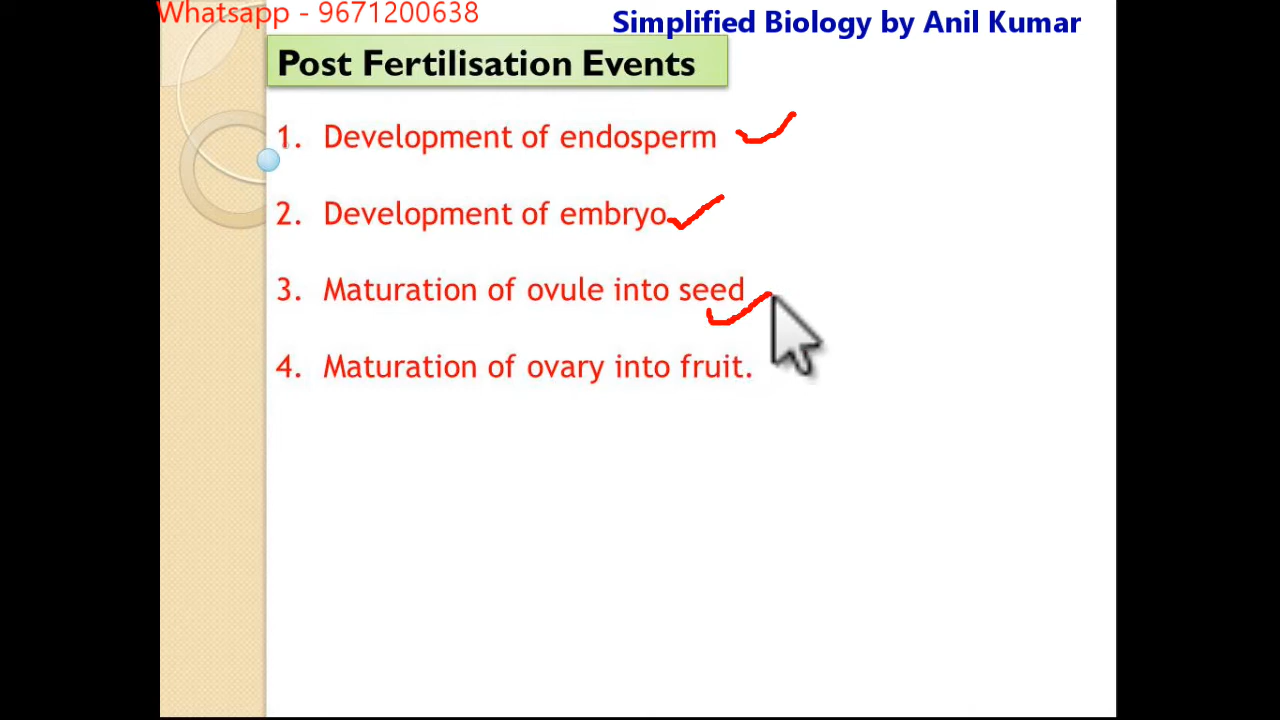 Whatsapp - 9671200638
Simplified Biology by Anil Kumar
Post Fertilisation Events
1. Development of endosperm
2. Development of embryo
3. Maturation of ovule into seed
4. Maturation of ovary into fruit.